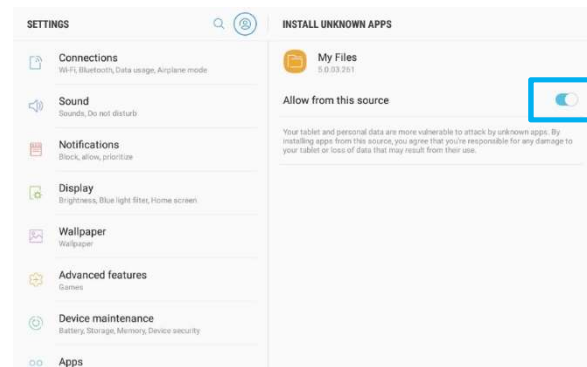 SETTINGS
Connections
Wi-Fi, Bluetooth, Data usage, Airplane mode
Sound
Sounds, Do not disturb
Notifications
Block, allow, prioritize
Display
Brightness, Blue light filter, Home screen
Wallpaper
Wallpaper
Advanced features
Games
Device maintenance
Battery, Storage, Memory, Device security
Apps
INSTALL UNKNOWN APPS
My Files
5.0.03.261
Allow from this source
Your tablet and personal data are more vulnerable to attack by unknown apps. By
installing apps from this source, you agree that you're responsible for any damage to
your tablet or loss of data that may result from their use.